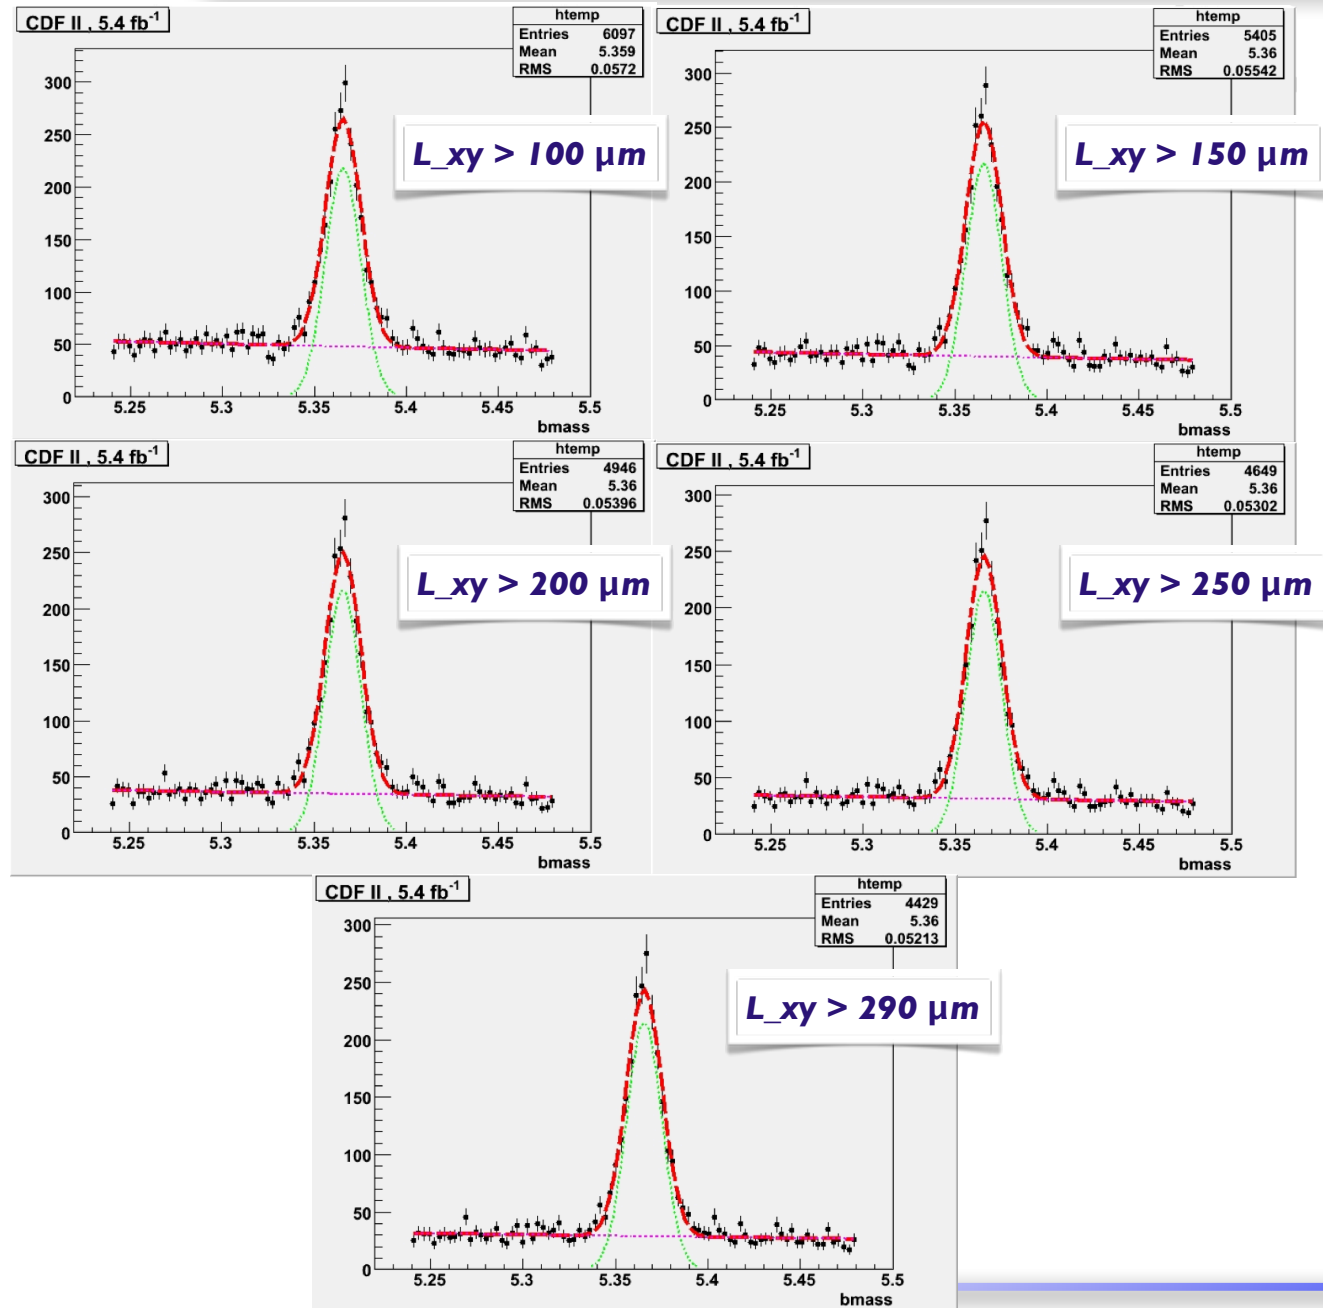 CDF II , 5.4 fb-1
htemp
Entries 6097
Mean 5.359
RMS 0.0572
L_xy > 100 μm
300
250
200
150
100
50
0
5.25 5.3 5.35 5.4 5.45 5.5
bmass
CDF II , 5.4 fb-1
htemp
Entries 5405
Mean 5.36
RMS 0.05542
L_xy > 150 μm
300
250
200
150
100
50
0
5.25 5.3 5.35 5.4 5.45 5.5
bmass
CDF II , 5.4 fb-1
htemp
Entries 4946
Mean 5.36
RMS 0.05396
L_xy > 200 μm
300
250
200
150
100
50
0
5.25 5.3 5.35 5.4 5.45 5.5
bmass
CDF II , 5.4 fb-1
htemp
Entries 4649
Mean 5.36
RMS 0.05302
L_xy > 250 μm
300
250
200
150
100
50
0
5.25 5.3 5.35 5.4 5.45 5.5
bmass
CDF II , 5.4 fb-1
htemp
Entries 4429
Mean 5.36
RMS 0.05213
L_xy > 290 μm
300
250
200
150
100
50
0
5.25 5.3 5.35 5.4 5.45 5.5
bmass